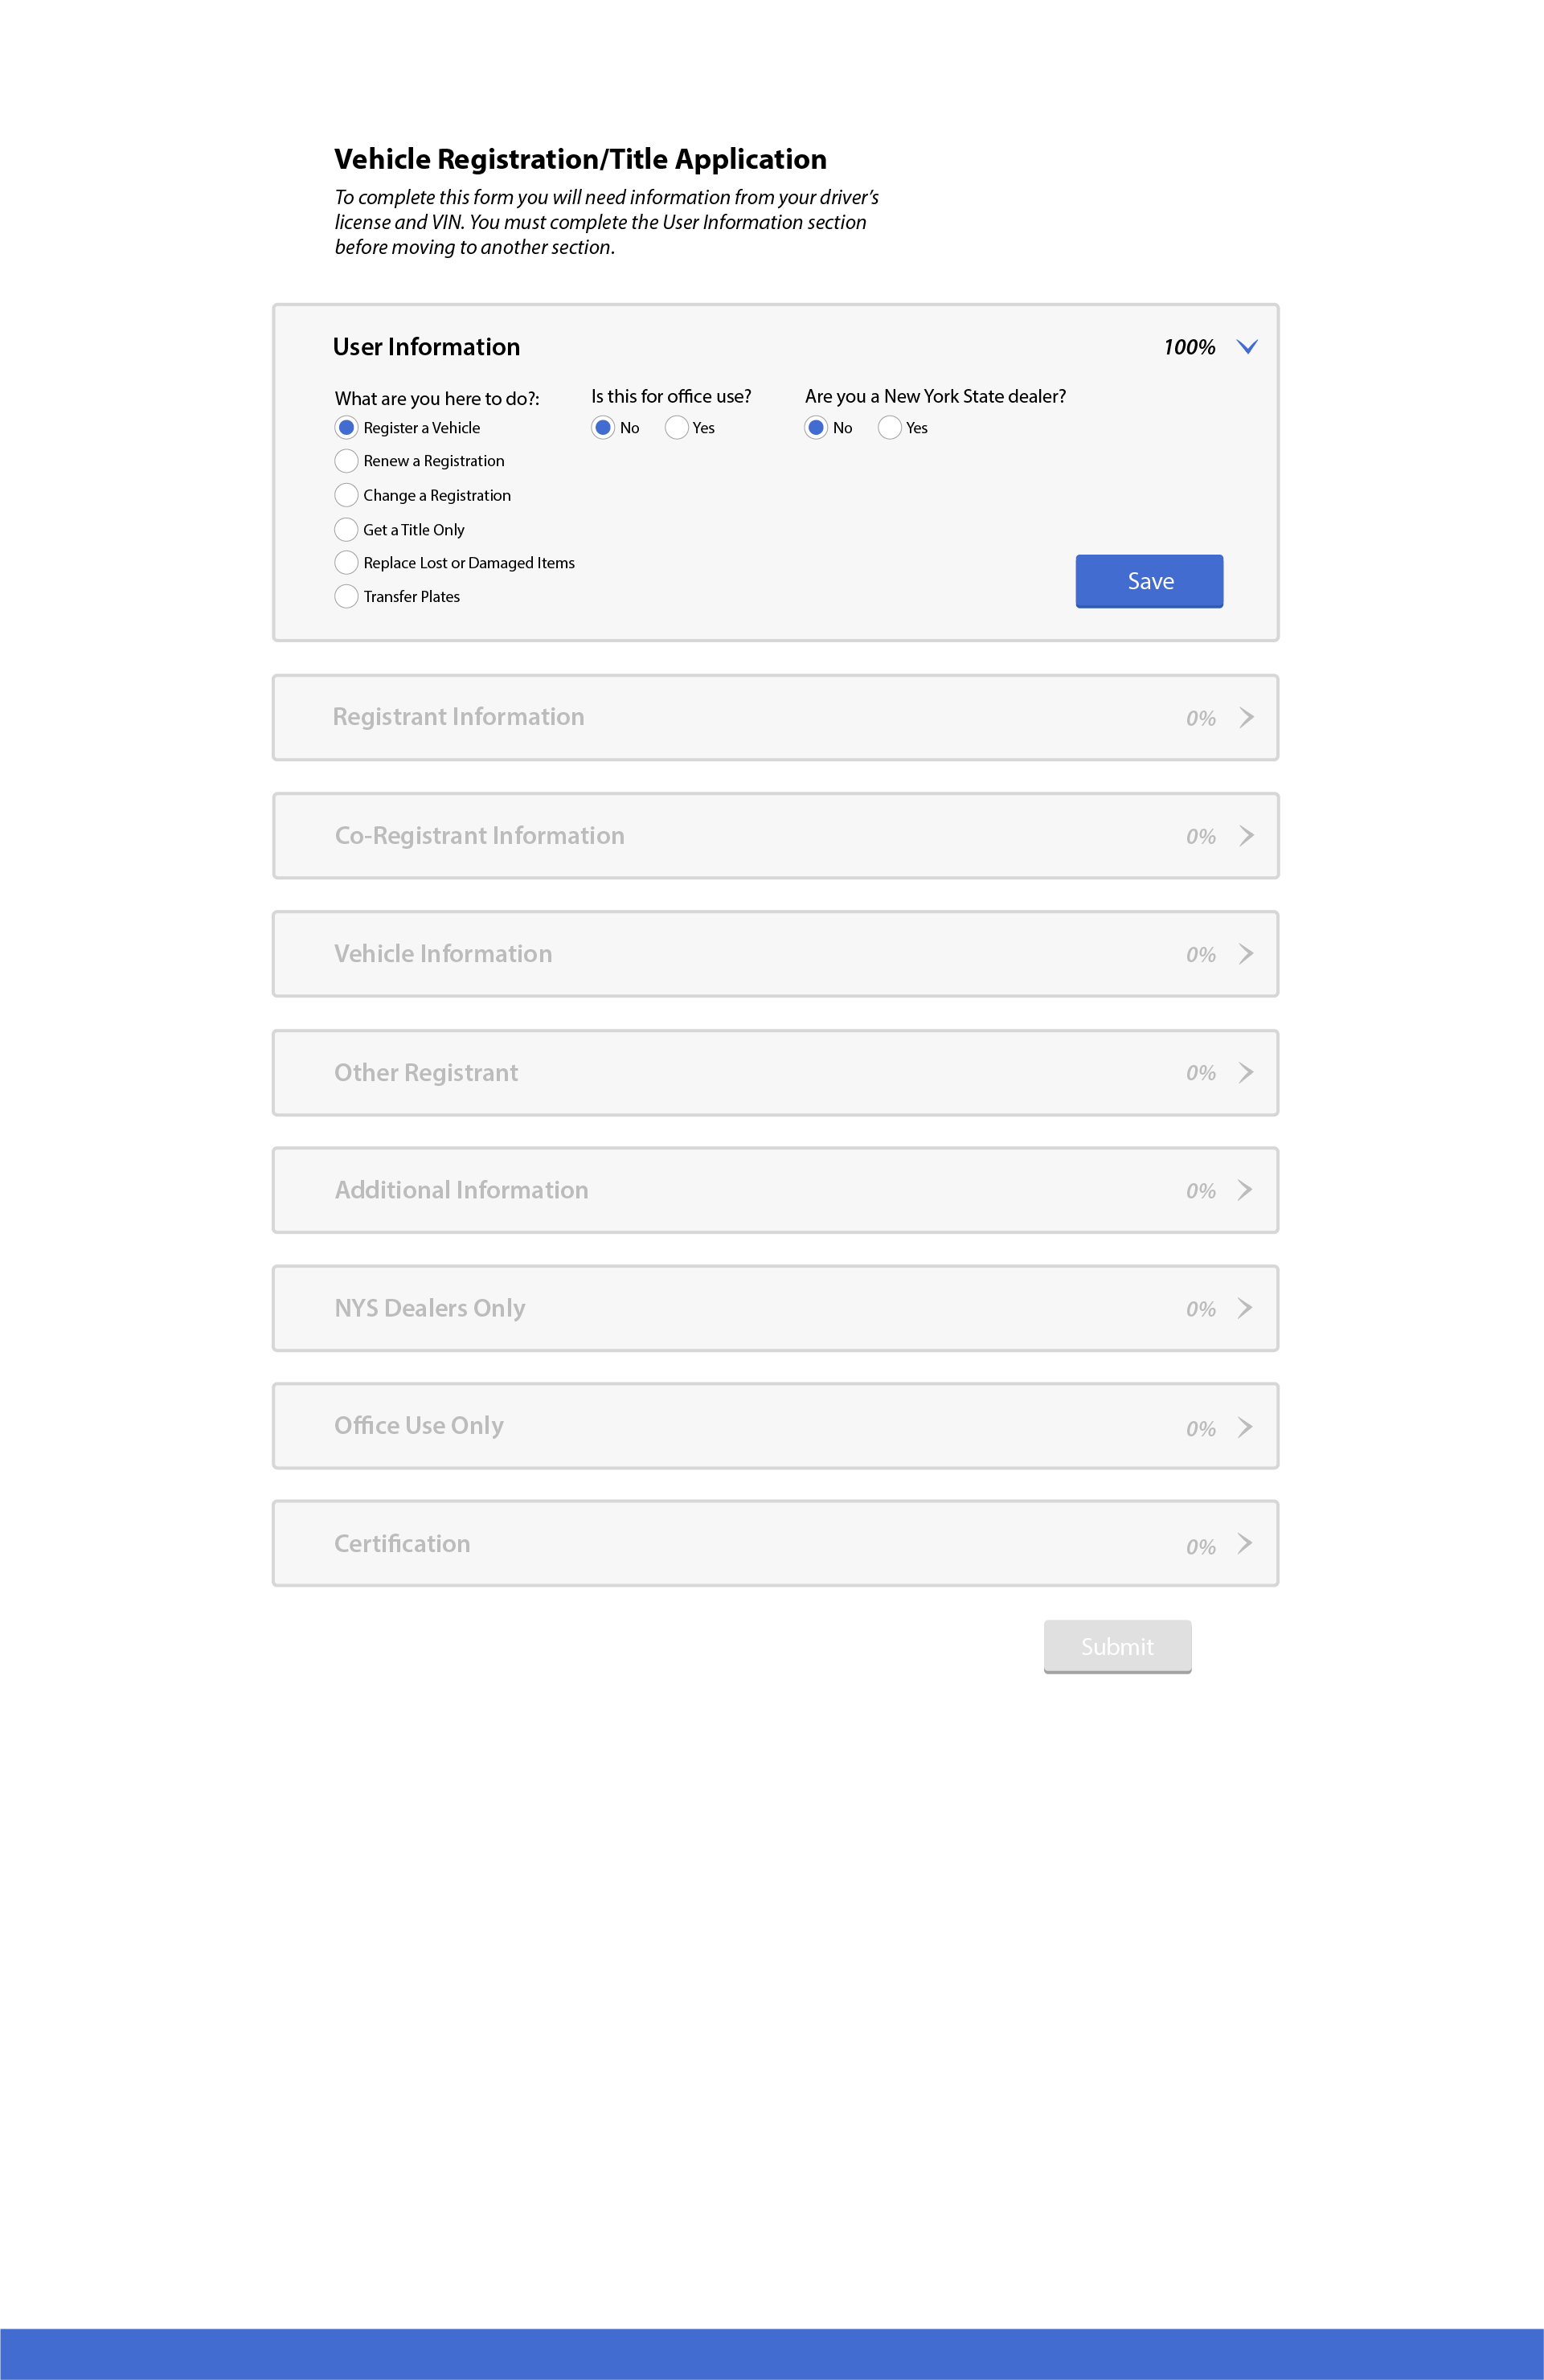 Vehicle Registration/Title Application
To complete this form you will need information from your driver’s
license and VIN. You must complete the User Information section
before moving to another section.
User Information 100%
What are you here to do?: Is this for office use? Are you a New York State dealer?
Register a Vehicle No Yes No Yes
Renew a Registration
Change a Registration
Get a Title Only
Replace Lost or Damaged Items
Save
Transfer Plates
Registrant Information 0%
Co-Registrant Information 0%
Vehicle Information 0%
Other Registrant 0%
Additional Information 0%
NYS Dealers Only 0%
Office Use Only 0%
Certification 0%
Submit